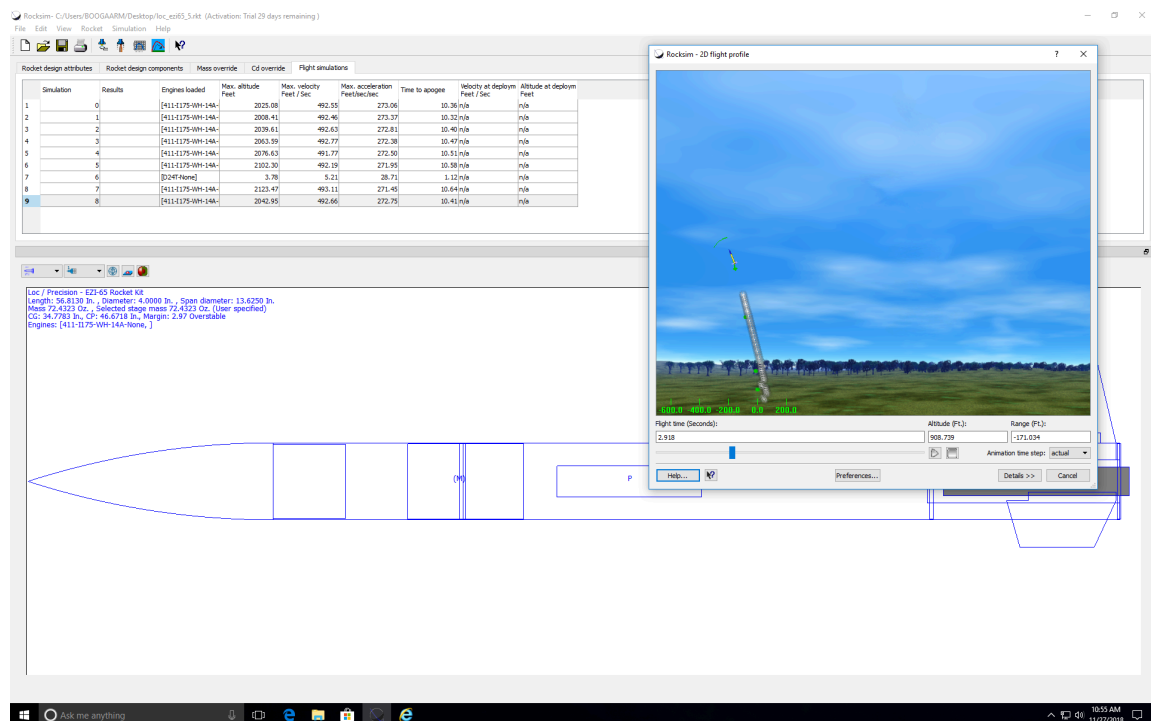 Rocksim- C:/Users/BOOGAARM/Desktop/loc_ezi65_5.rkt (Activation: Trial 29 days remaining )
File Edit View Rocket Simulation Help
Rocket design attributes Rocket design components Mass override Cd override Flight simulations
Simulation Results Engines loaded Max. altitude Feet Max. velocity Feet / Sec Max. acceleration Feet/sec/sec Time to apogee Velocity at deploym Feet / Sec Altitude at deploym Feet
1 0 [411-I175-WH-14A- 2025.08 492.55 273.06 10.36 n/a n/a
2 1 [411-I175-WH-14A- 2008.41 492.46 273.37 10.32 n/a n/a
3 2 [411-I175-WH-14A- 2039.61 492.63 272.81 10.40 n/a n/a
4 3 [411-I175-WH-14A- 2063.59 492.77 272.38 10.47 n/a n/a
5 4 [411-I175-WH-14A- 2076.63 491.77 272.50 10.51 n/a n/a
6 5 [411-I175-WH-14A- 2102.30 492.19 271.95 10.58 n/a n/a
7 6 [D24T-None] 3.78 5.21 28.71 1.12 n/a n/a
8 7 [411-I175-WH-14A- 2123.47 493.11 271.45 10.64 n/a n/a
9 8 [411-I175-WH-14A- 2042.95 492.66 272.75 10.41 n/a n/a
Loc / Precision - EZI-65 Rocket Kit
Length: 56.8130 In. , Diameter: 4.0000 In. , Span diameter: 13.6250 In.
Mass 72.4323 Oz. , Selected stage mass 72.4323 Oz. (User specified)
CG: 34.7783 In., CP: 46.6718 In., Margin: 2.97 Overstable
Engines: [411-I175-WH-14A-None, ]
(M)
P
Rocksim - 2D flight profile ? ×
-600.0 -400.0 -200.0 0.0 200.0
Flight time (Seconds): Altitude (Ft.): Range (Ft.):
2.918 908.739 -171.034
Animation time step: actual
Help... Preferences... Details >> Cancel
Ask me anything
10:55 AM
11/27/2018